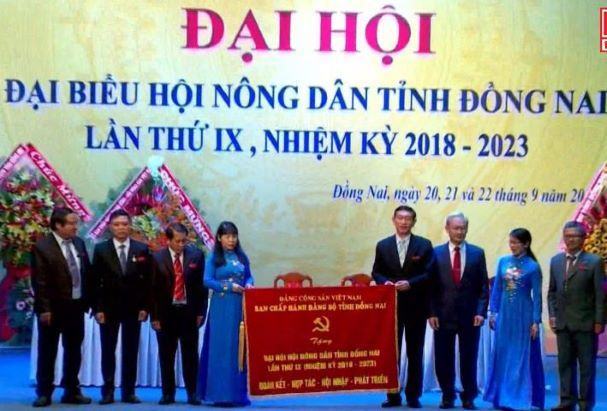 ĐẠI HỘI
ĐẠI BIỂU HỘI NÔNG DÂN TỈNH ĐỒNG NAI
LẦN THỨ IX , NHIỆM KỲ 2018 - 2023
Đồng Nai, ngày 20, 21 và 22 tháng 9 năm 20
Chúc Mừng
ĐẢNG CỘNG SẢN VIỆT NAM
BAN CHẤP HÀNH ĐẢNG BỘ TỈNH ĐỒNG NAI
Tặng
ĐẠI HỘI HỘI NÔNG DÂN TỈNH ĐỒNG NAI
LẦN THỨ IX (NHIỆM KỲ 2018 - 2023)
ĐOÀN KẾT - HỢP TÁC - HỘI NHẬP - PHÁT TRIỂN